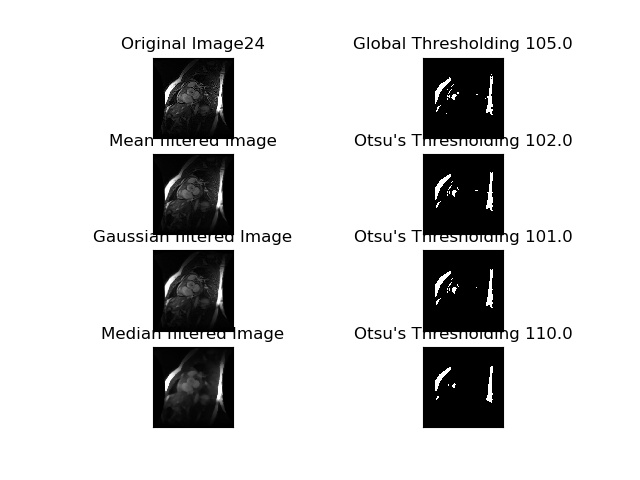 Original Image24
Global Thresholding 105.0
Mean filtered Image
Otsu's Thresholding 102.0
Gaussian filtered Image
Otsu's Thresholding 101.0
Median filtered Image
Otsu's Thresholding 110.0